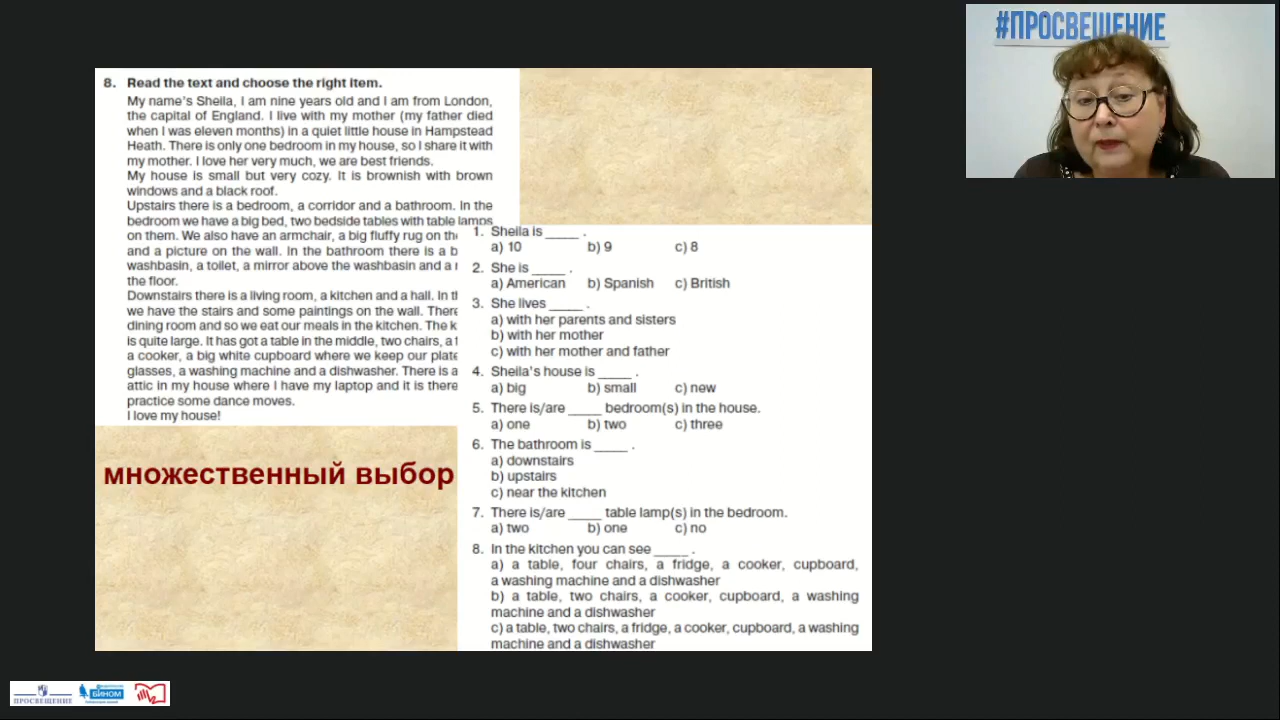 #ПРОСВЕЩЕНИЕ
8. Read the text and choose the right item.
My name's Sheila, I am nine years old and I am from London,
the capital of England. I live with my mother (my father died
when I was eleven months) in a quiet little house in Hampstead
Heath. There is only one bedroom in my house, so I share it with
my mother. I love her very much, we are best friends.
My house is small but very cozy. It is brownish with brown
windows and a black roof.
Upstairs there is a bedroom, a corridor and a bathroom. In the
bedroom we have a big bed, two bedside tables with table lamps
on them. We also have an armchair, a big fluffy rug on
and a picture on the wall. In the bathroom there is a
washbasin, a toilet, a mirror above the washbasin and a
the floor.
Downstairs there is a living room, a kitchen and a hall. In
we have the stairs and some paintings on the wall. There
dining room and so we eat our meals in the kitchen. The
is quite large. It has got a table in the middle, two chairs, a
a cooker, a big white cupboard where we keep our
glasses, a washing machine and a dishwasher. There is a
attic in my house where I have my laptop and it is there
practice some dance moves.
I love my house!
множественный выбор
1. Sheila is _____ .
a) 10 b) 9 c) 8
2. She is _____ .
a) American b) Spanish c) British
3. She lives _____ .
a) with her parents and sisters
b) with her mother
c) with her mother and father
4. Sheila's house is _____ .
a) big b) small c) new
5. There is/are _____ bedroom(s) in the house.
a) one b) two c) three
6. The bathroom is _____ .
a) downstairs
b) upstairs
c) near the kitchen
7. There is/are _____ table lamp(s) in the bedroom.
a) two b) one c) no
8. In the kitchen you can see _____ .
a) a table, four chairs, a fridge, a cooker, cupboard,
a washing machine and a dishwasher
b) a table, two chairs, a cooker, cupboard, a washing
machine and a dishwasher
c) a table, two chairs, a fridge, a cooker, cupboard, a washing
machine and a dishwasher
ПРОСВЕЩЕНИЕ
БИНОМ